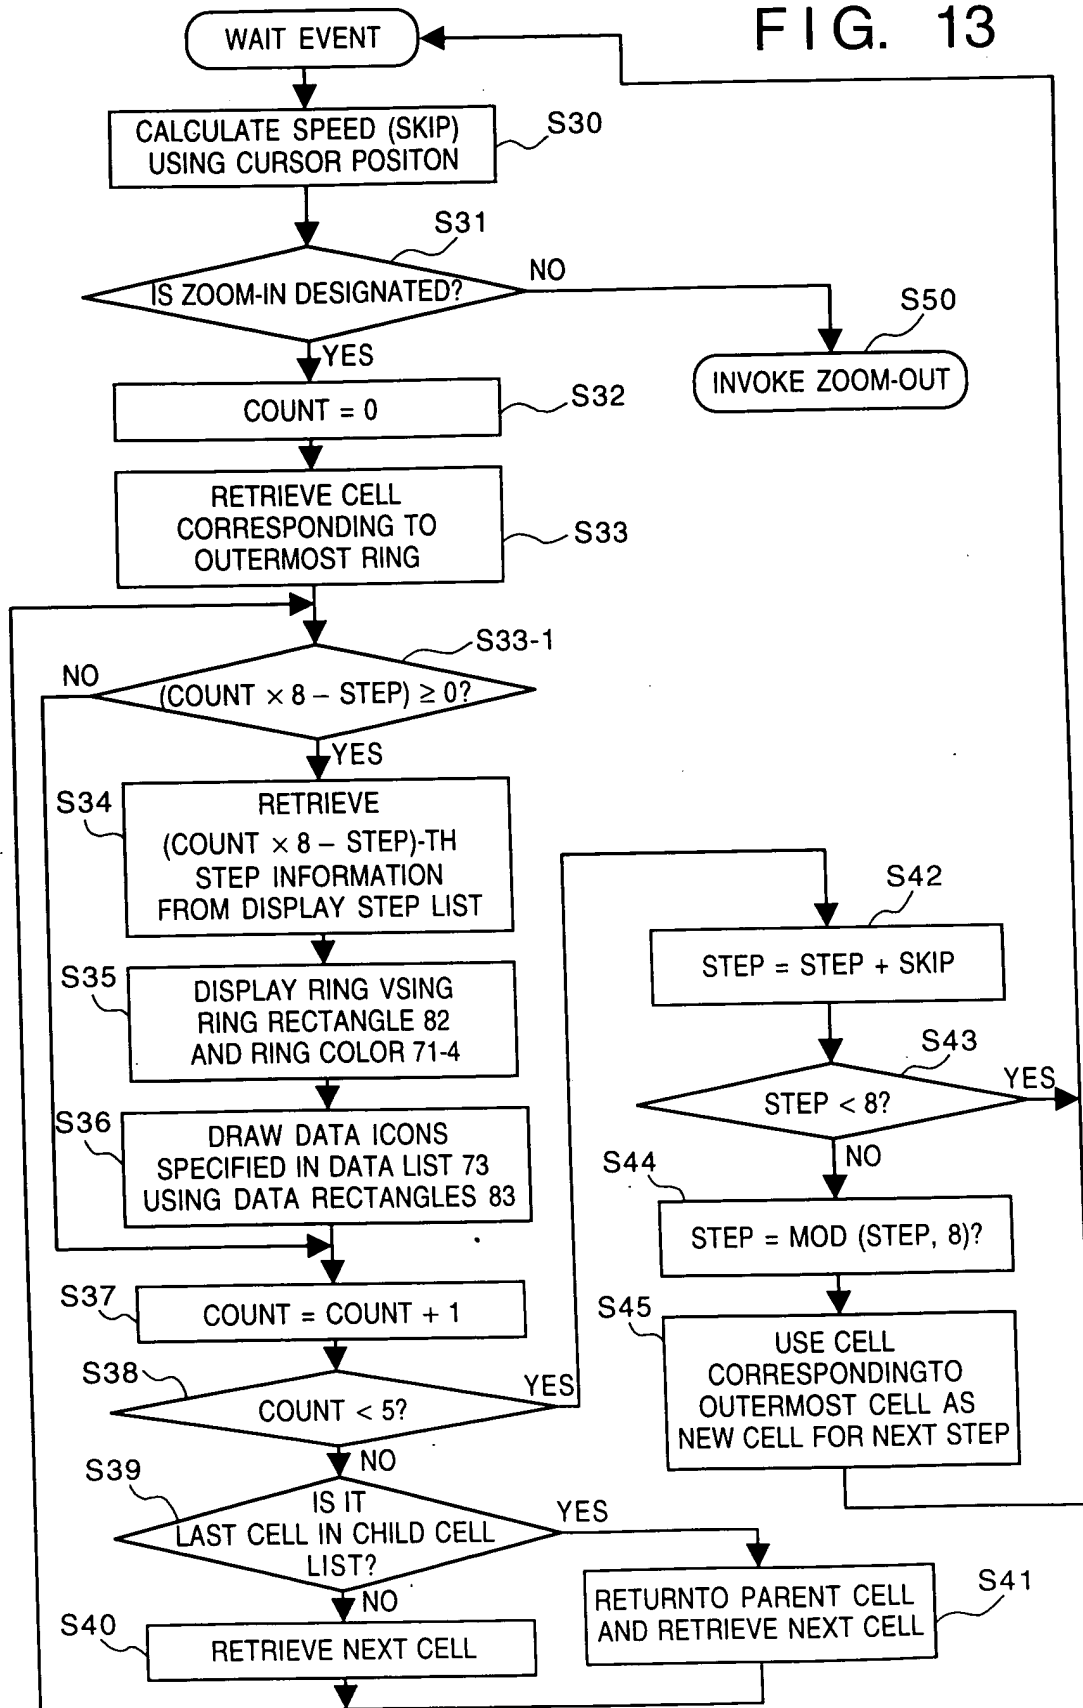 FIG. 13
WAIT EVENT
CALCULATE SPEED (SKIP)
USING CURSOR POSITON
S30
S31
IS ZOOM-IN DESIGNATED?
NO
YES
S50
INVOKE ZOOM-OUT
COUNT = 0
S32
RETRIEVE CELL
CORRESPONDING TO
OUTERMOST RING
S33
S33-1
NO
(COUNT × 8 – STEP) ≥ 0?
YES
S34
RETRIEVE
(COUNT × 8 – STEP)-TH
STEP INFORMATION
FROM DISPLAY STEP LIST
S35
DISPLAY RING VSING
RING RECTANGLE 82
AND RING COLOR 71-4
S36
DRAW DATA ICONS
SPECIFIED IN DATA LIST 73
USING DATA RECTANGLES 83
S37
COUNT = COUNT + 1
S38
COUNT < 5?
YES
NO
S39
IS IT
LAST CELL IN CHILD CELL
LIST?
YES
NO
S40
RETRIEVE NEXT CELL
S41
RETURNTO PARENT CELL
AND RETRIEVE NEXT CELL
S42
STEP = STEP + SKIP
S43
STEP < 8?
YES
NO
S44
STEP = MOD (STEP, 8)?
S45
USE CELL
CORRESPONDINGTO
OUTERMOST CELL AS
NEW CELL FOR NEXT STEP